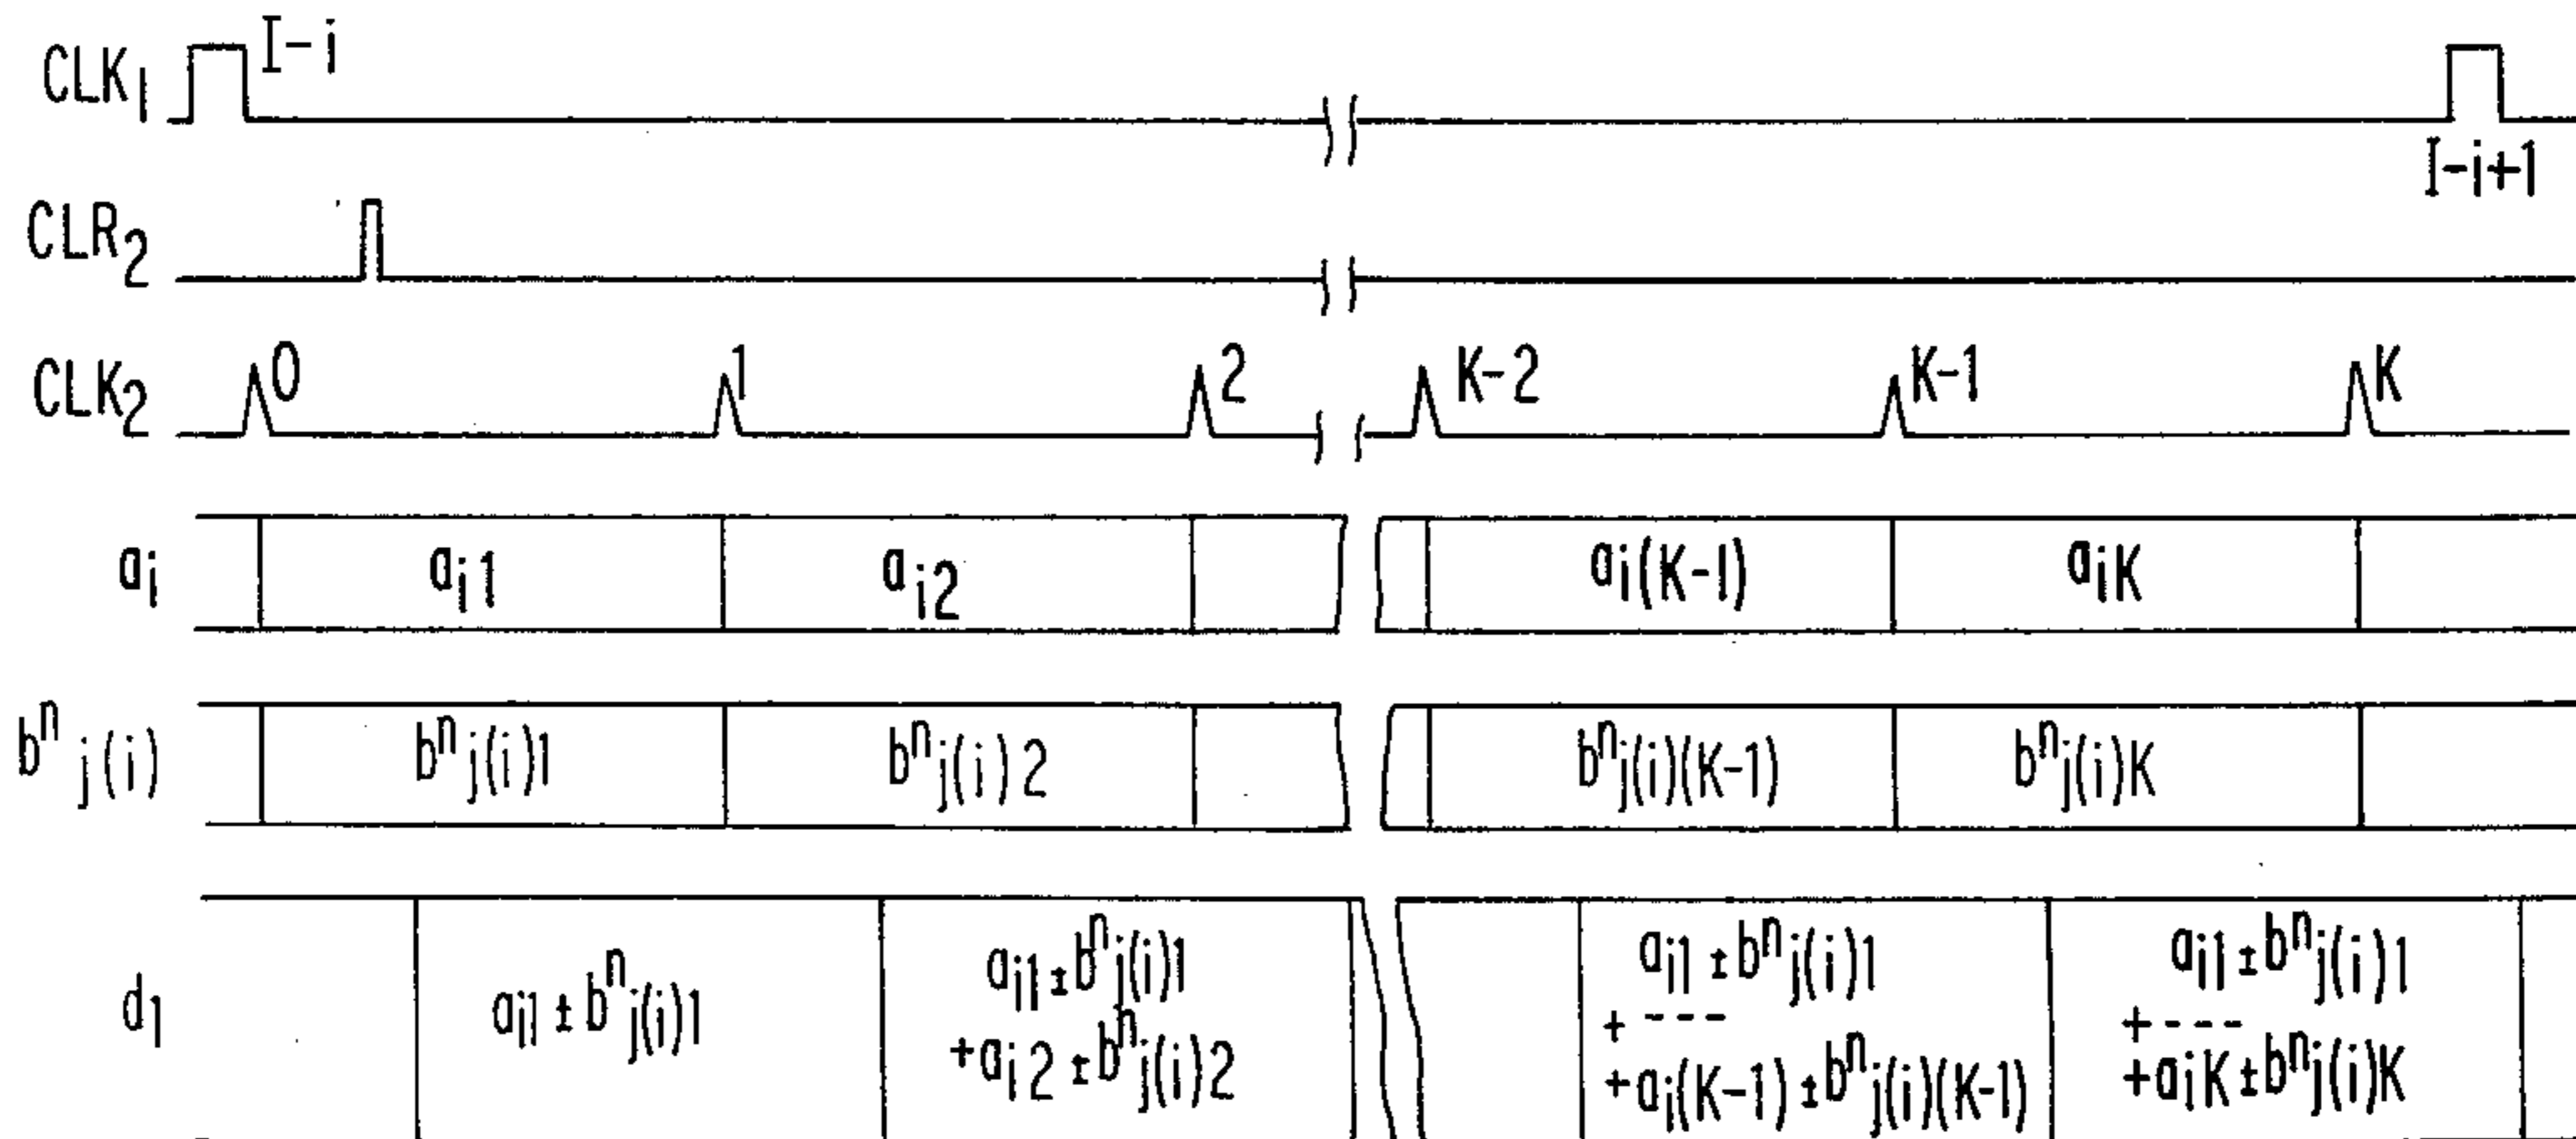 CLK₁ I-i I-i+1
CLR₂
CLK₂ 0 1 2 K-2 K-1 K
aᵢ aᵢ1 aᵢ2 aᵢ(K-1) aᵢK
bⁿj(i) bⁿj(i)1 bⁿj(i)2 bⁿj(i)(K-1) bⁿj(i)K
d₁
aᵢ1 ± bⁿj(i)1
aᵢ1 ± bⁿj(i)1
+aᵢ2 ± bⁿj(i)2
aᵢ1 ± bⁿj(i)1
+ ---
+aᵢ(K-1) ± bⁿj(i)(K-1)
aᵢ1 ± bⁿj(i)1
+ ---
+aᵢK ± bⁿj(i)K